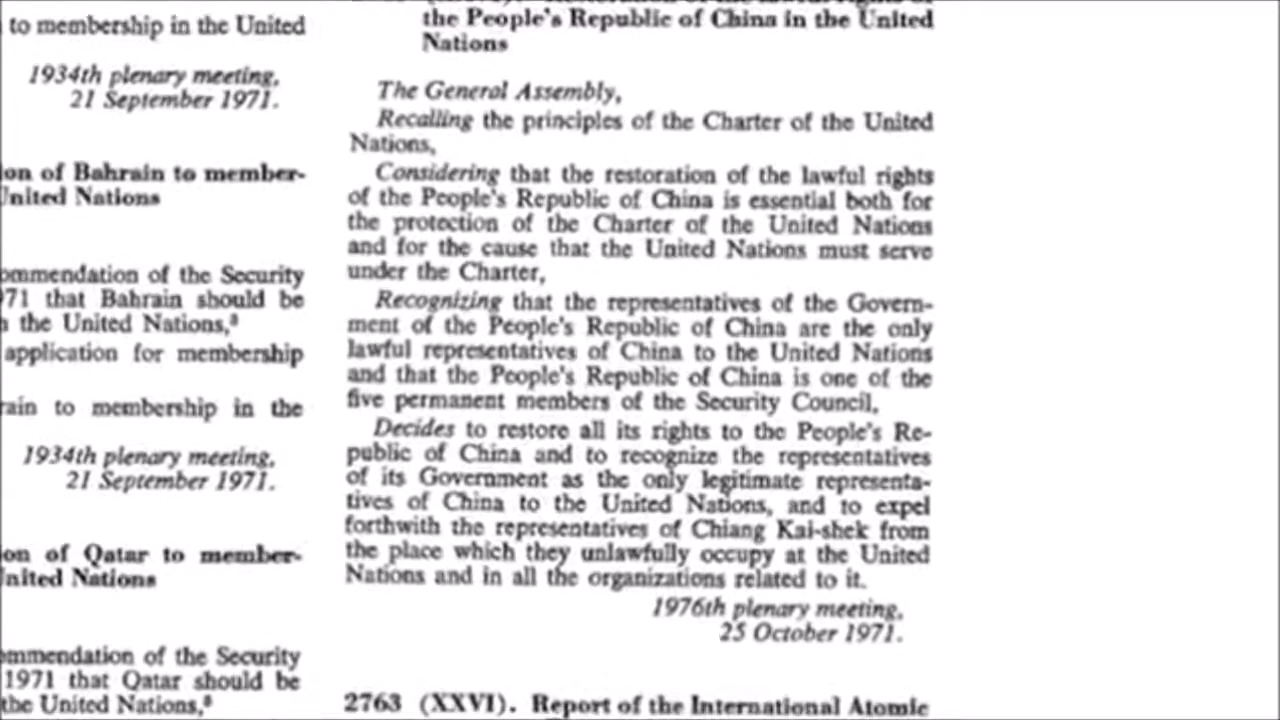 to membership in the United
1934th plenary meeting,
21 September 1971.
on of Bahrain to member-
United Nations
ommendation of the Security
71 that Bahrain should be
the United Nations,⁸
application for membership
rain to membership in the
1934th plenary meeting,
21 September 1971.
on of Qatar to member-
United Nations
mmendation of the Security
1971 that Qatar should be
the United Nations,⁸
the People's Republic of China in the United
Nations
The General Assembly,
Recalling the principles of the Charter of the United
Nations,
Considering that the restoration of the lawful rights
of the People's Republic of China is essential both for
the protection of the Charter of the United Nations
and for the cause that the United Nations must serve
under the Charter,
Recognizing that the representatives of the Govern-
ment of the People's Republic of China are the only
lawful representatives of China to the United Nations
and that the People's Republic of China is one of the
five permanent members of the Security Council,
Decides to restore all its rights to the People's Re-
public of China and to recognize the representatives
of its Government as the only legitimate representa-
tives of China to the United Nations, and to expel
forthwith the representatives of Chiang Kai-shek from
the place which they unlawfully occupy at the United
Nations and in all the organizations related to it.
1976th plenary meeting,
25 October 1971.
2763 (XXVI). Report of the International Atomic